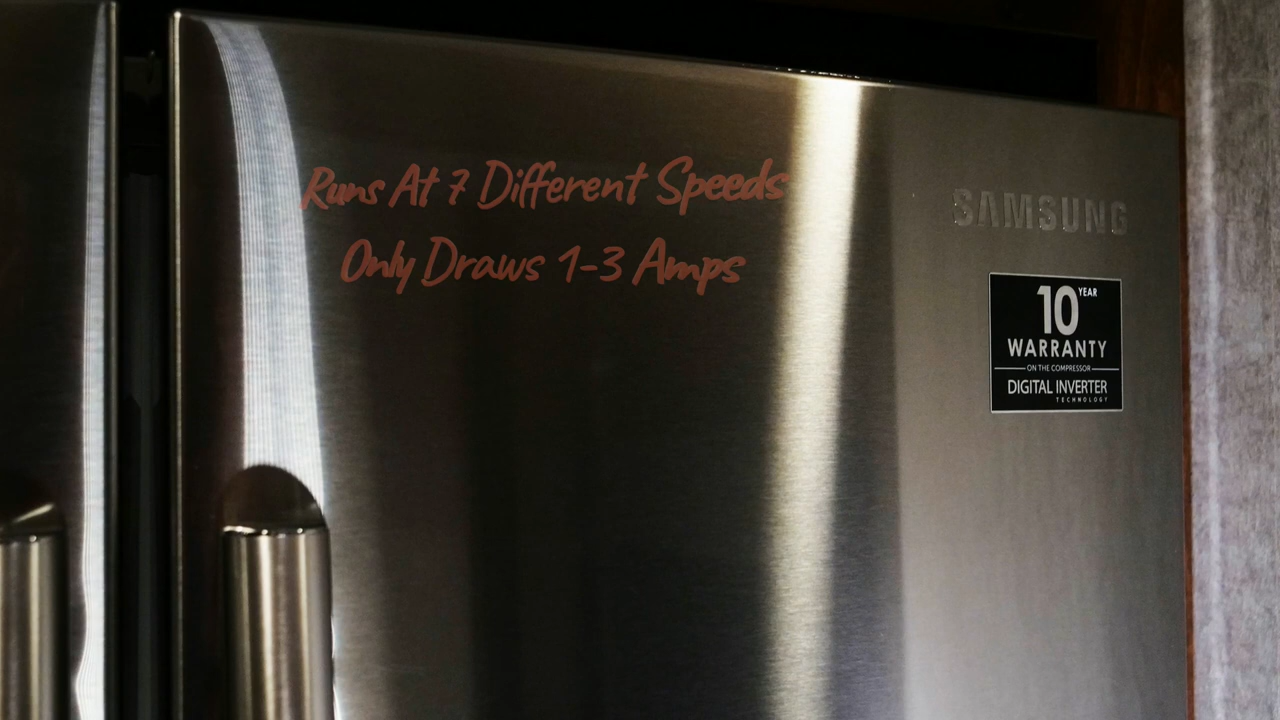 Runs At 7 Different Speeds
Only Draws 1-3 Amps
SAMSUNG
10 YEAR
WARRANTY
ON THE COMPRESSOR
DIGITAL INVERTER
TECHNOLOGY